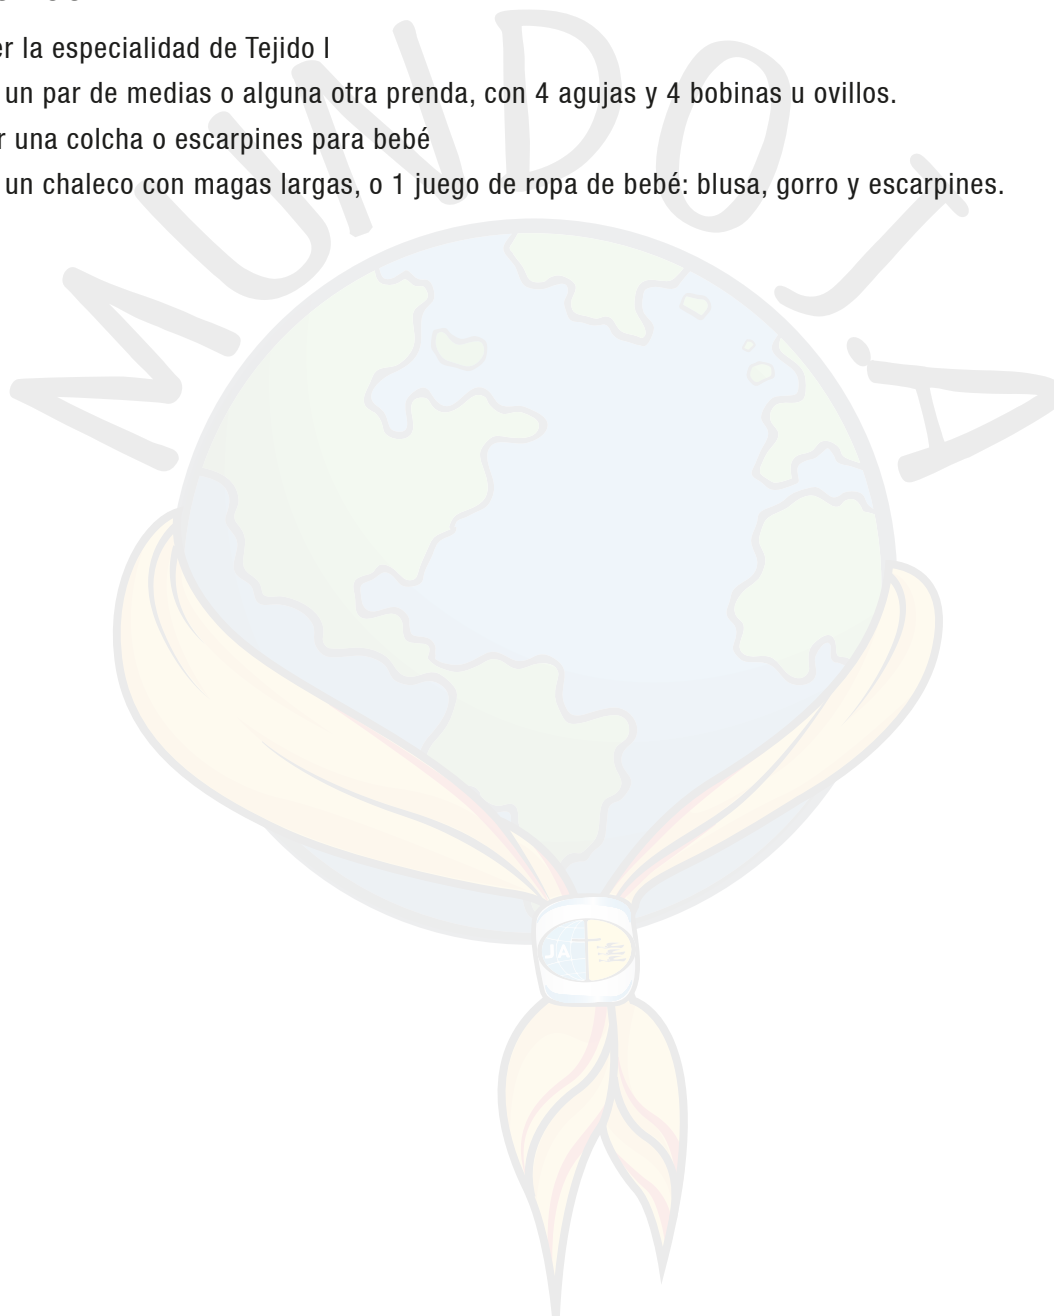 er la especialidad de Tejido I
un par de medias o alguna otra prenda, con 4 agujas y 4 bobinas u ovillos.
r una colcha o escarpines para bebé
un chaleco con magas largas, o 1 juego de ropa de bebé: blusa, gorro y escarpines.
MUNDO JA
JA